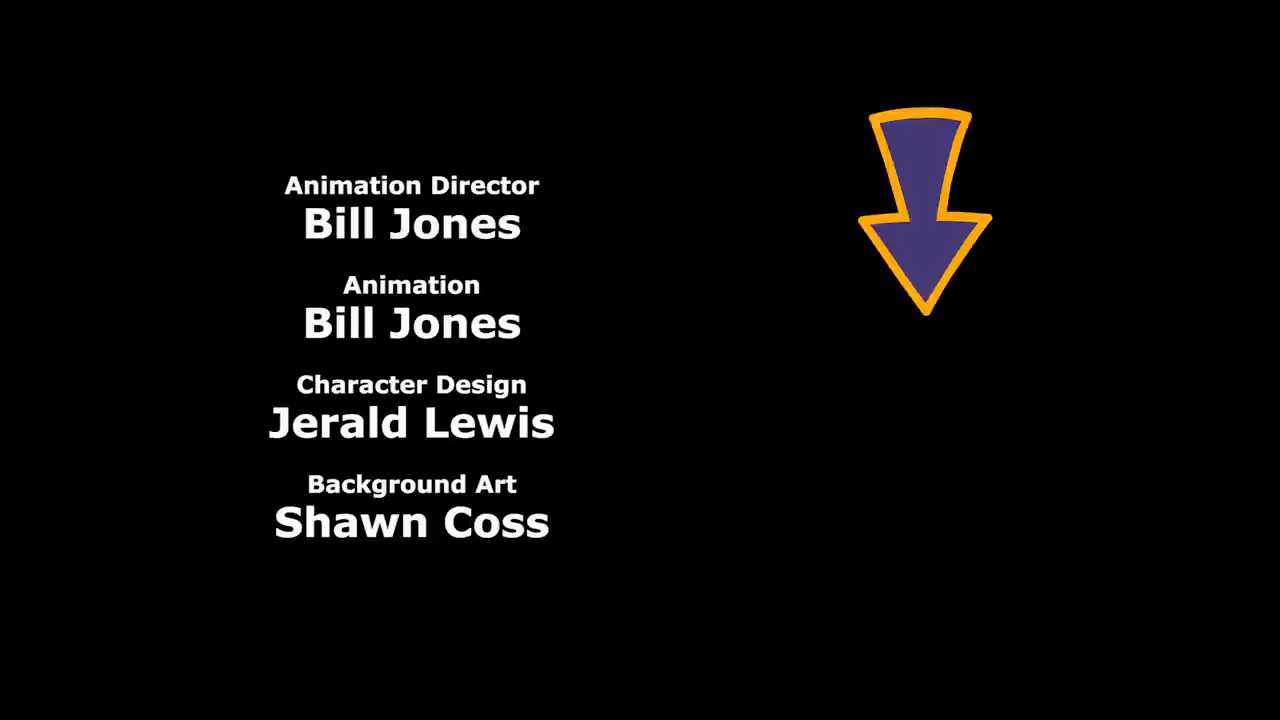 Animation Director
Bill Jones
Animation
Bill Jones
Character Design
Jerald Lewis
Background Art
Shawn Coss